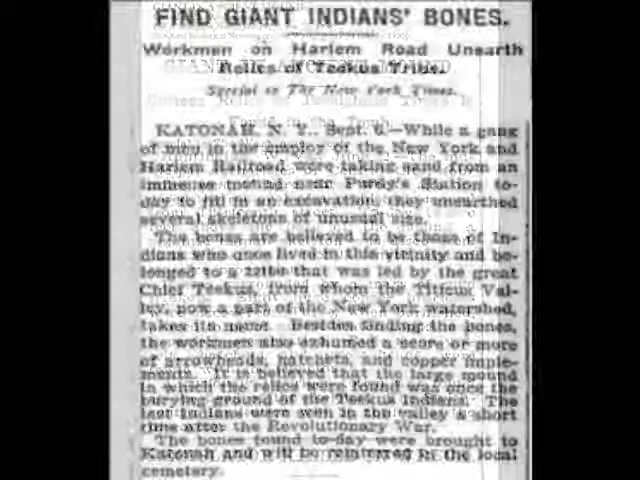 FIND GIANT INDIANS' BONES.
Workmen on Harlem Road Unearth
Relics of Teekus Tribe.
Special to The New York Times.
KATONAH, N. Y., Sept. 6.—While a gang
of men in the employ of the New York and
Harlem Railroad were taking sand from an
immense mound near Purdy's Station to-
day to fill in an excavation, they unearthed
several skeletons of unusual size.
The bones are believed to be those of In-
dians who once lived in this vicinity and be-
longed to a tribe that was led by the great
Chief Teekus, from whom the Titicus Val-
ley, now a part of the New York watershed,
takes its name. Besides finding the bones,
the workmen also exhumed a score or more
of arrowheads, hatchets, and copper imple-
ments. It is believed that the large mound
in which the relics were found was once the
burying ground of the Teekus Indians. The
last Indians were seen in the valley a short
time after the Revolutionary War.
The bones found to-day were brought to
Katonah and will be reinterred in the local
cemetery.